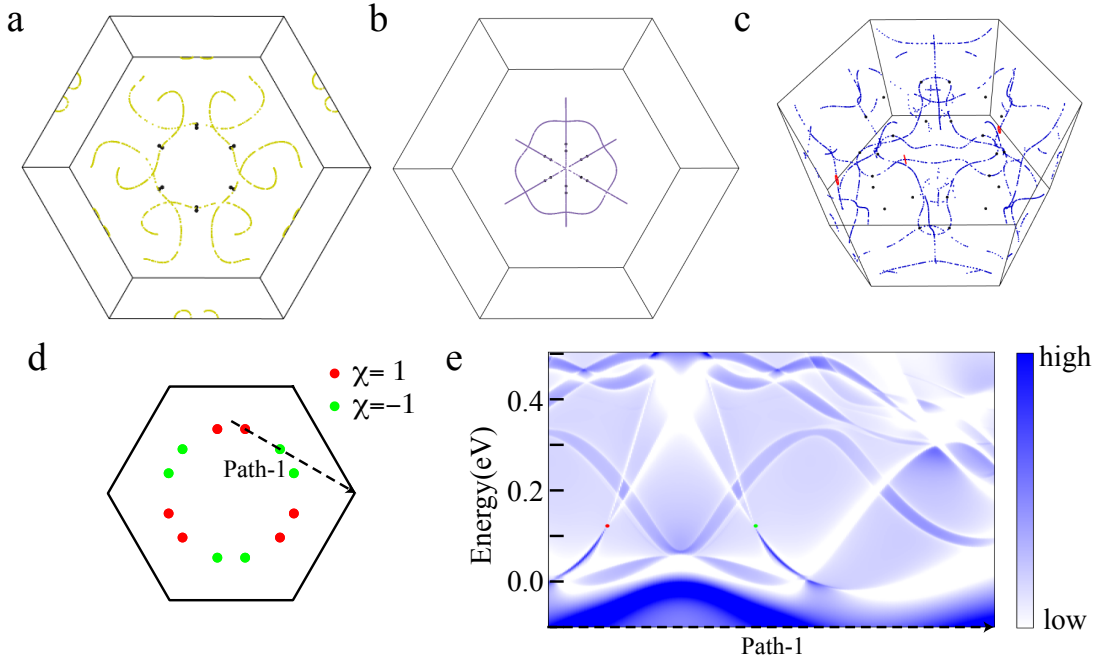 a
b
c
d
χ= 1
χ=−1
Path-1
e
Energy(eV)
0.4
0.2
0.0
Path-1
high
low